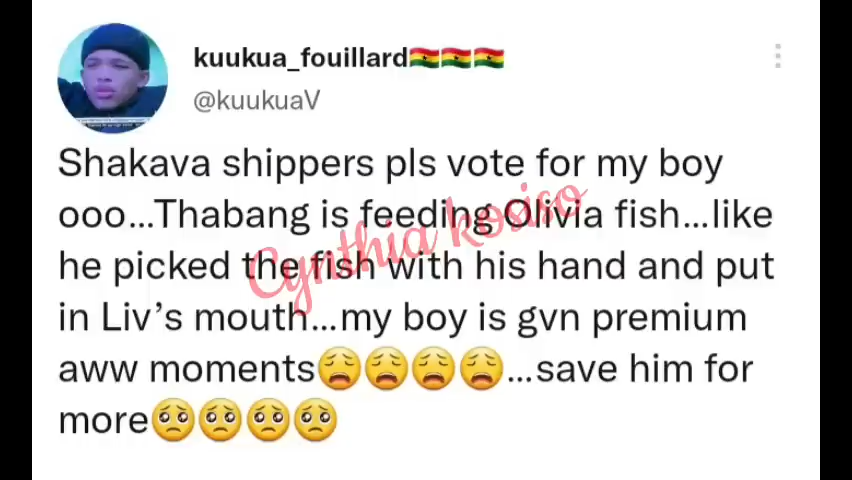 kuukua_fouillard🇬🇭🇬🇭🇬🇭
@kuukuaV
Shakava shippers pls vote for my boy
ooo...Thabang is feeding Olivia fish...like
he picked the fish with his hand and put
in Liv's mouth...my boy is gvn premium
aww moments😩😩😩😩...save him for
more🥺🥺🥺🥺
Cynthia kosiso